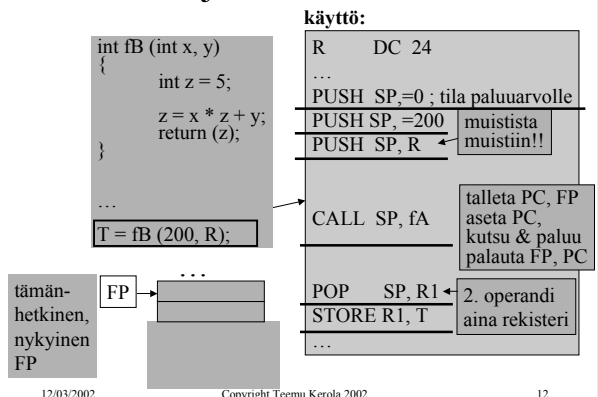 käyttö:
int fB (int x, y)
{
int z = 5;
z = x * z + y;
return (z);
}
…
T = fB (200, R);
R DC 24
…
PUSH SP,=0 ; tila paluuarvolle
PUSH SP, =200
PUSH SP, R
muistista
muistiin!!
CALL SP, fA
talleta PC, FP
aseta PC,
kutsu & paluu
palauta FP, PC
POP SP, R1
STORE R1, T
…
2. operandi
aina rekisteri
…
FP
tämän-
hetkinen,
nykyinen
FP
12/03/2002 Copyright Teemu Kerola 2002 12